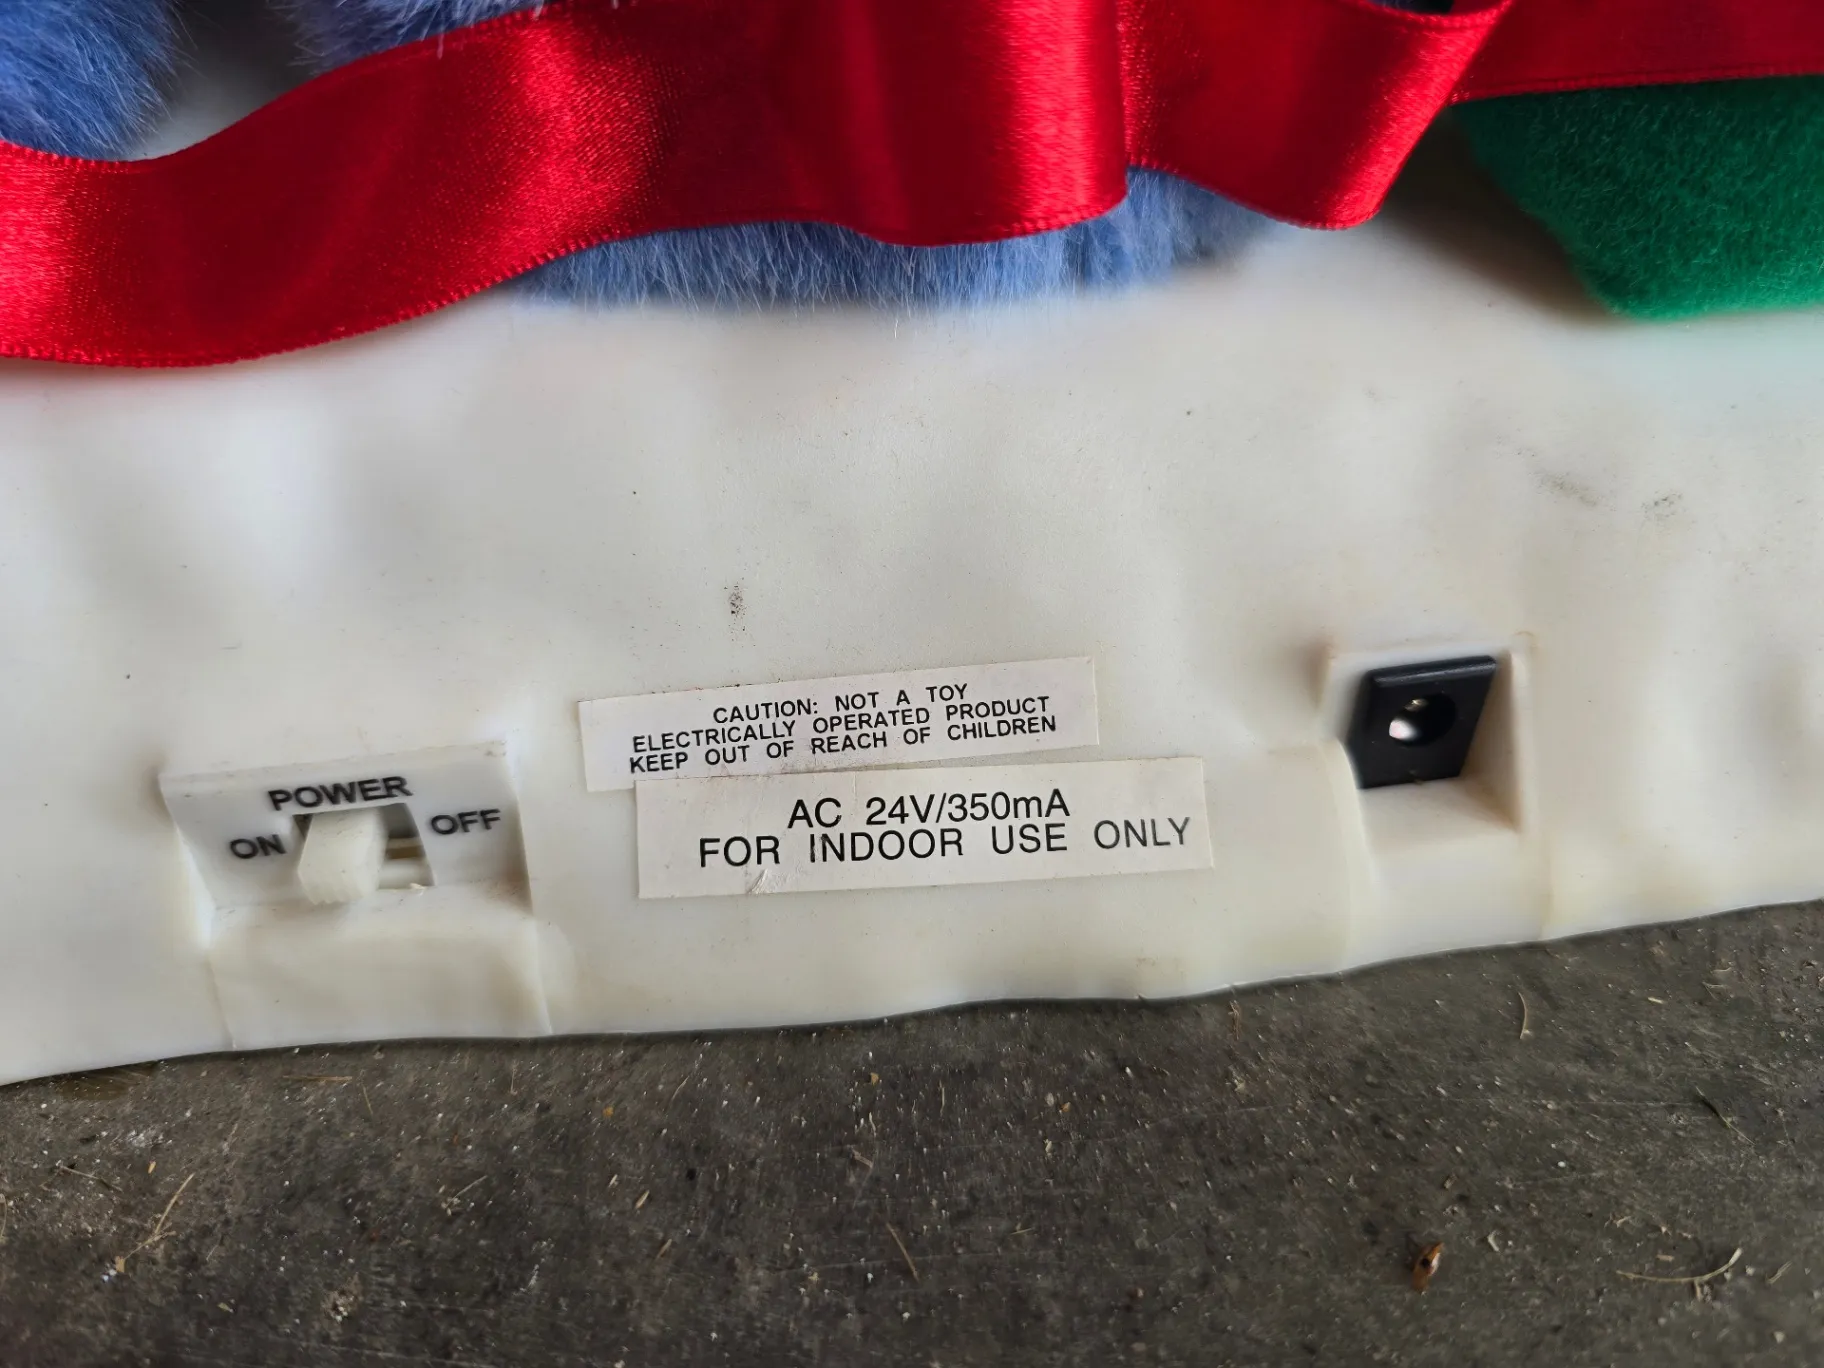 CAUTION: NOT A TOY
ELECTRICALLY OPERATED PRODUCT
KEEP OUT OF REACH OF CHILDREN
POWER
ON OFF
AC 24V/350mA
FOR INDOOR USE ONLY